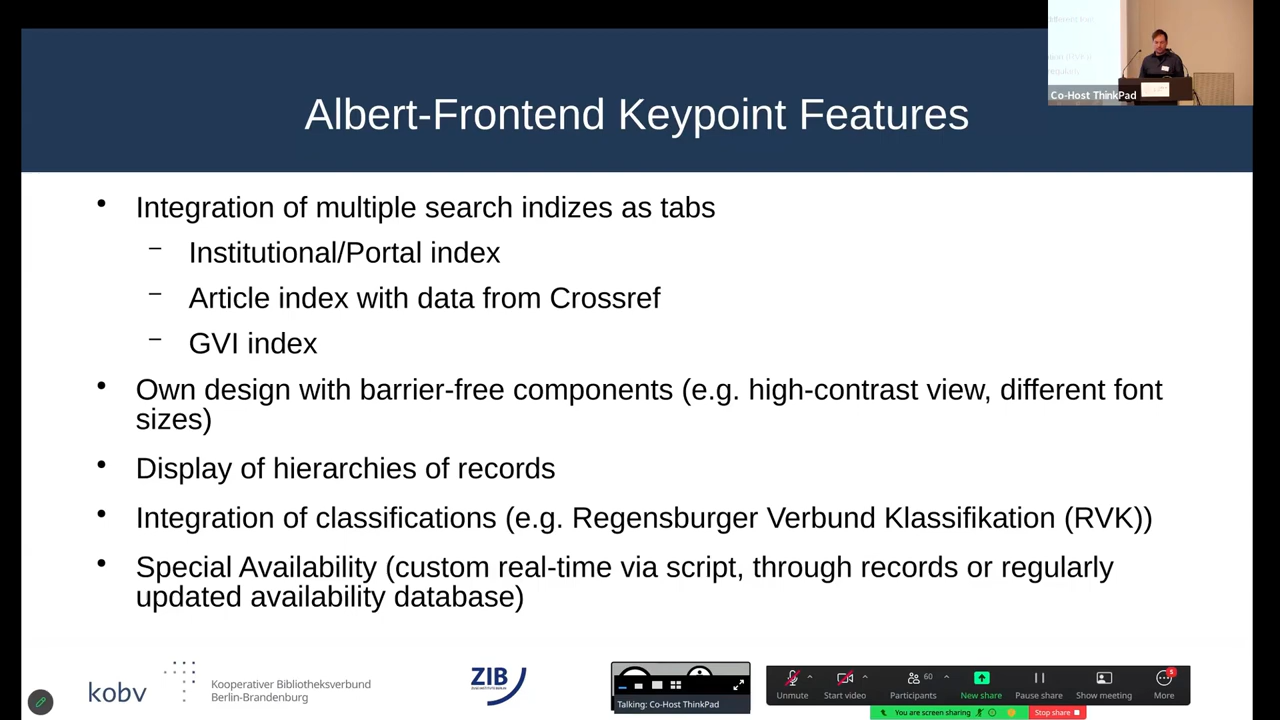 Albert-Frontend Keypoint Features
Co-Host ThinkPad
• Integration of multiple search indizes as tabs
– Institutional/Portal index
– Article index with data from Crossref
– GVI index
• Own design with barrier-free components (e.g. high-contrast view, different font
sizes)
• Display of hierarchies of records
• Integration of classifications (e.g. Regensburger Verbund Klassifikation (RVK))
• Special Availability (custom real-time via script, through records or regularly
updated availability database)
kobv
Kooperativer Bibliotheksverbund
Berlin-Brandenburg
ZIB
Talking: Co-Host ThinkPad
Unmute
Start video
60
Participants
New share
Pause share
Show meeting
5
More
You are screen sharing
Stop share